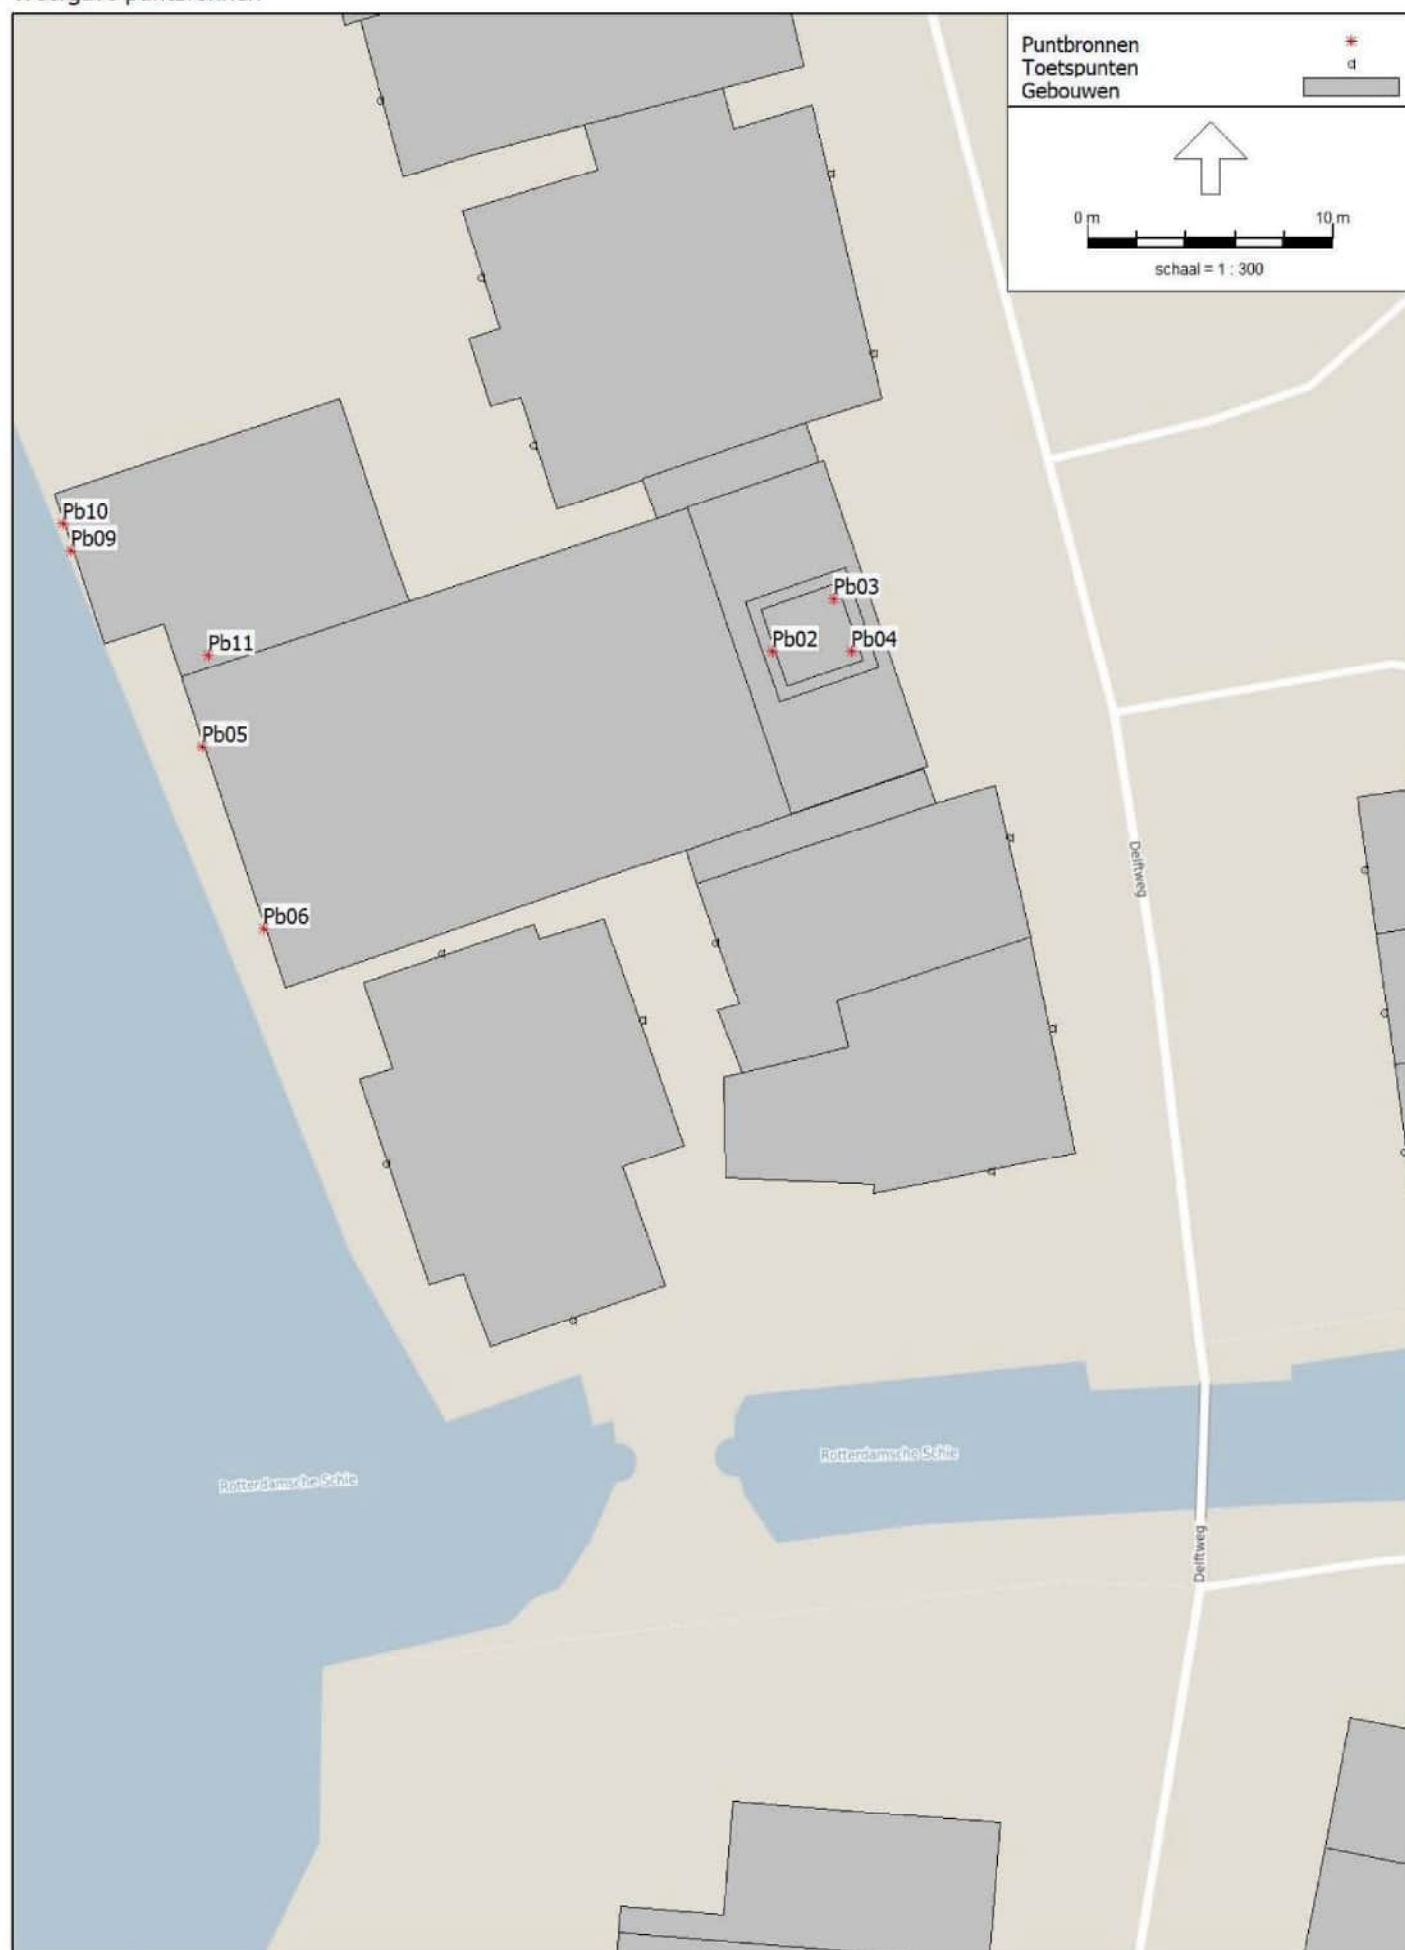 Puntbronnen
Toetspunten
Gebouwen
0 m
10 m
schaal = 1 : 300
Pb10
Pb09
Pb03
Pb11
Pb02
Pb04
Pb05
Delftweg
Pb06
Rotterdamsche Schie
Rotterdamsche Schie
Delftweg